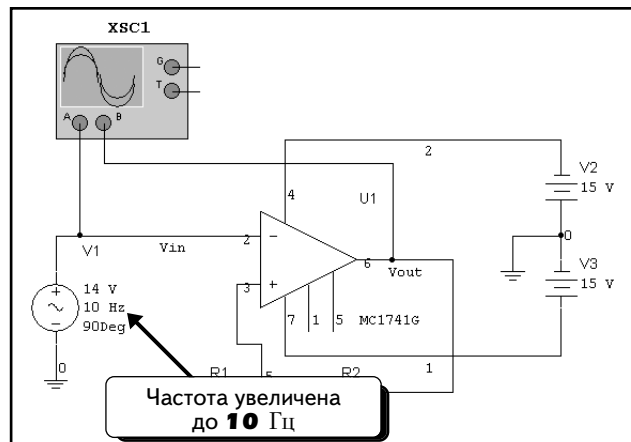 XSC1
G
T
A
B
2
V2
15 V
4
U1
V1
Vin
2
0
6
Vout
V3
15 V
3
14 V
10 Hz
90Deg
7
1
5
MC1741G
0
R1
5
R2
1
Частота увеличена
до 10 Гц